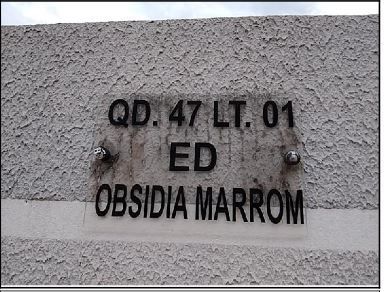 QD. 47 LT. 01
ED
OBSIDIA MARROM